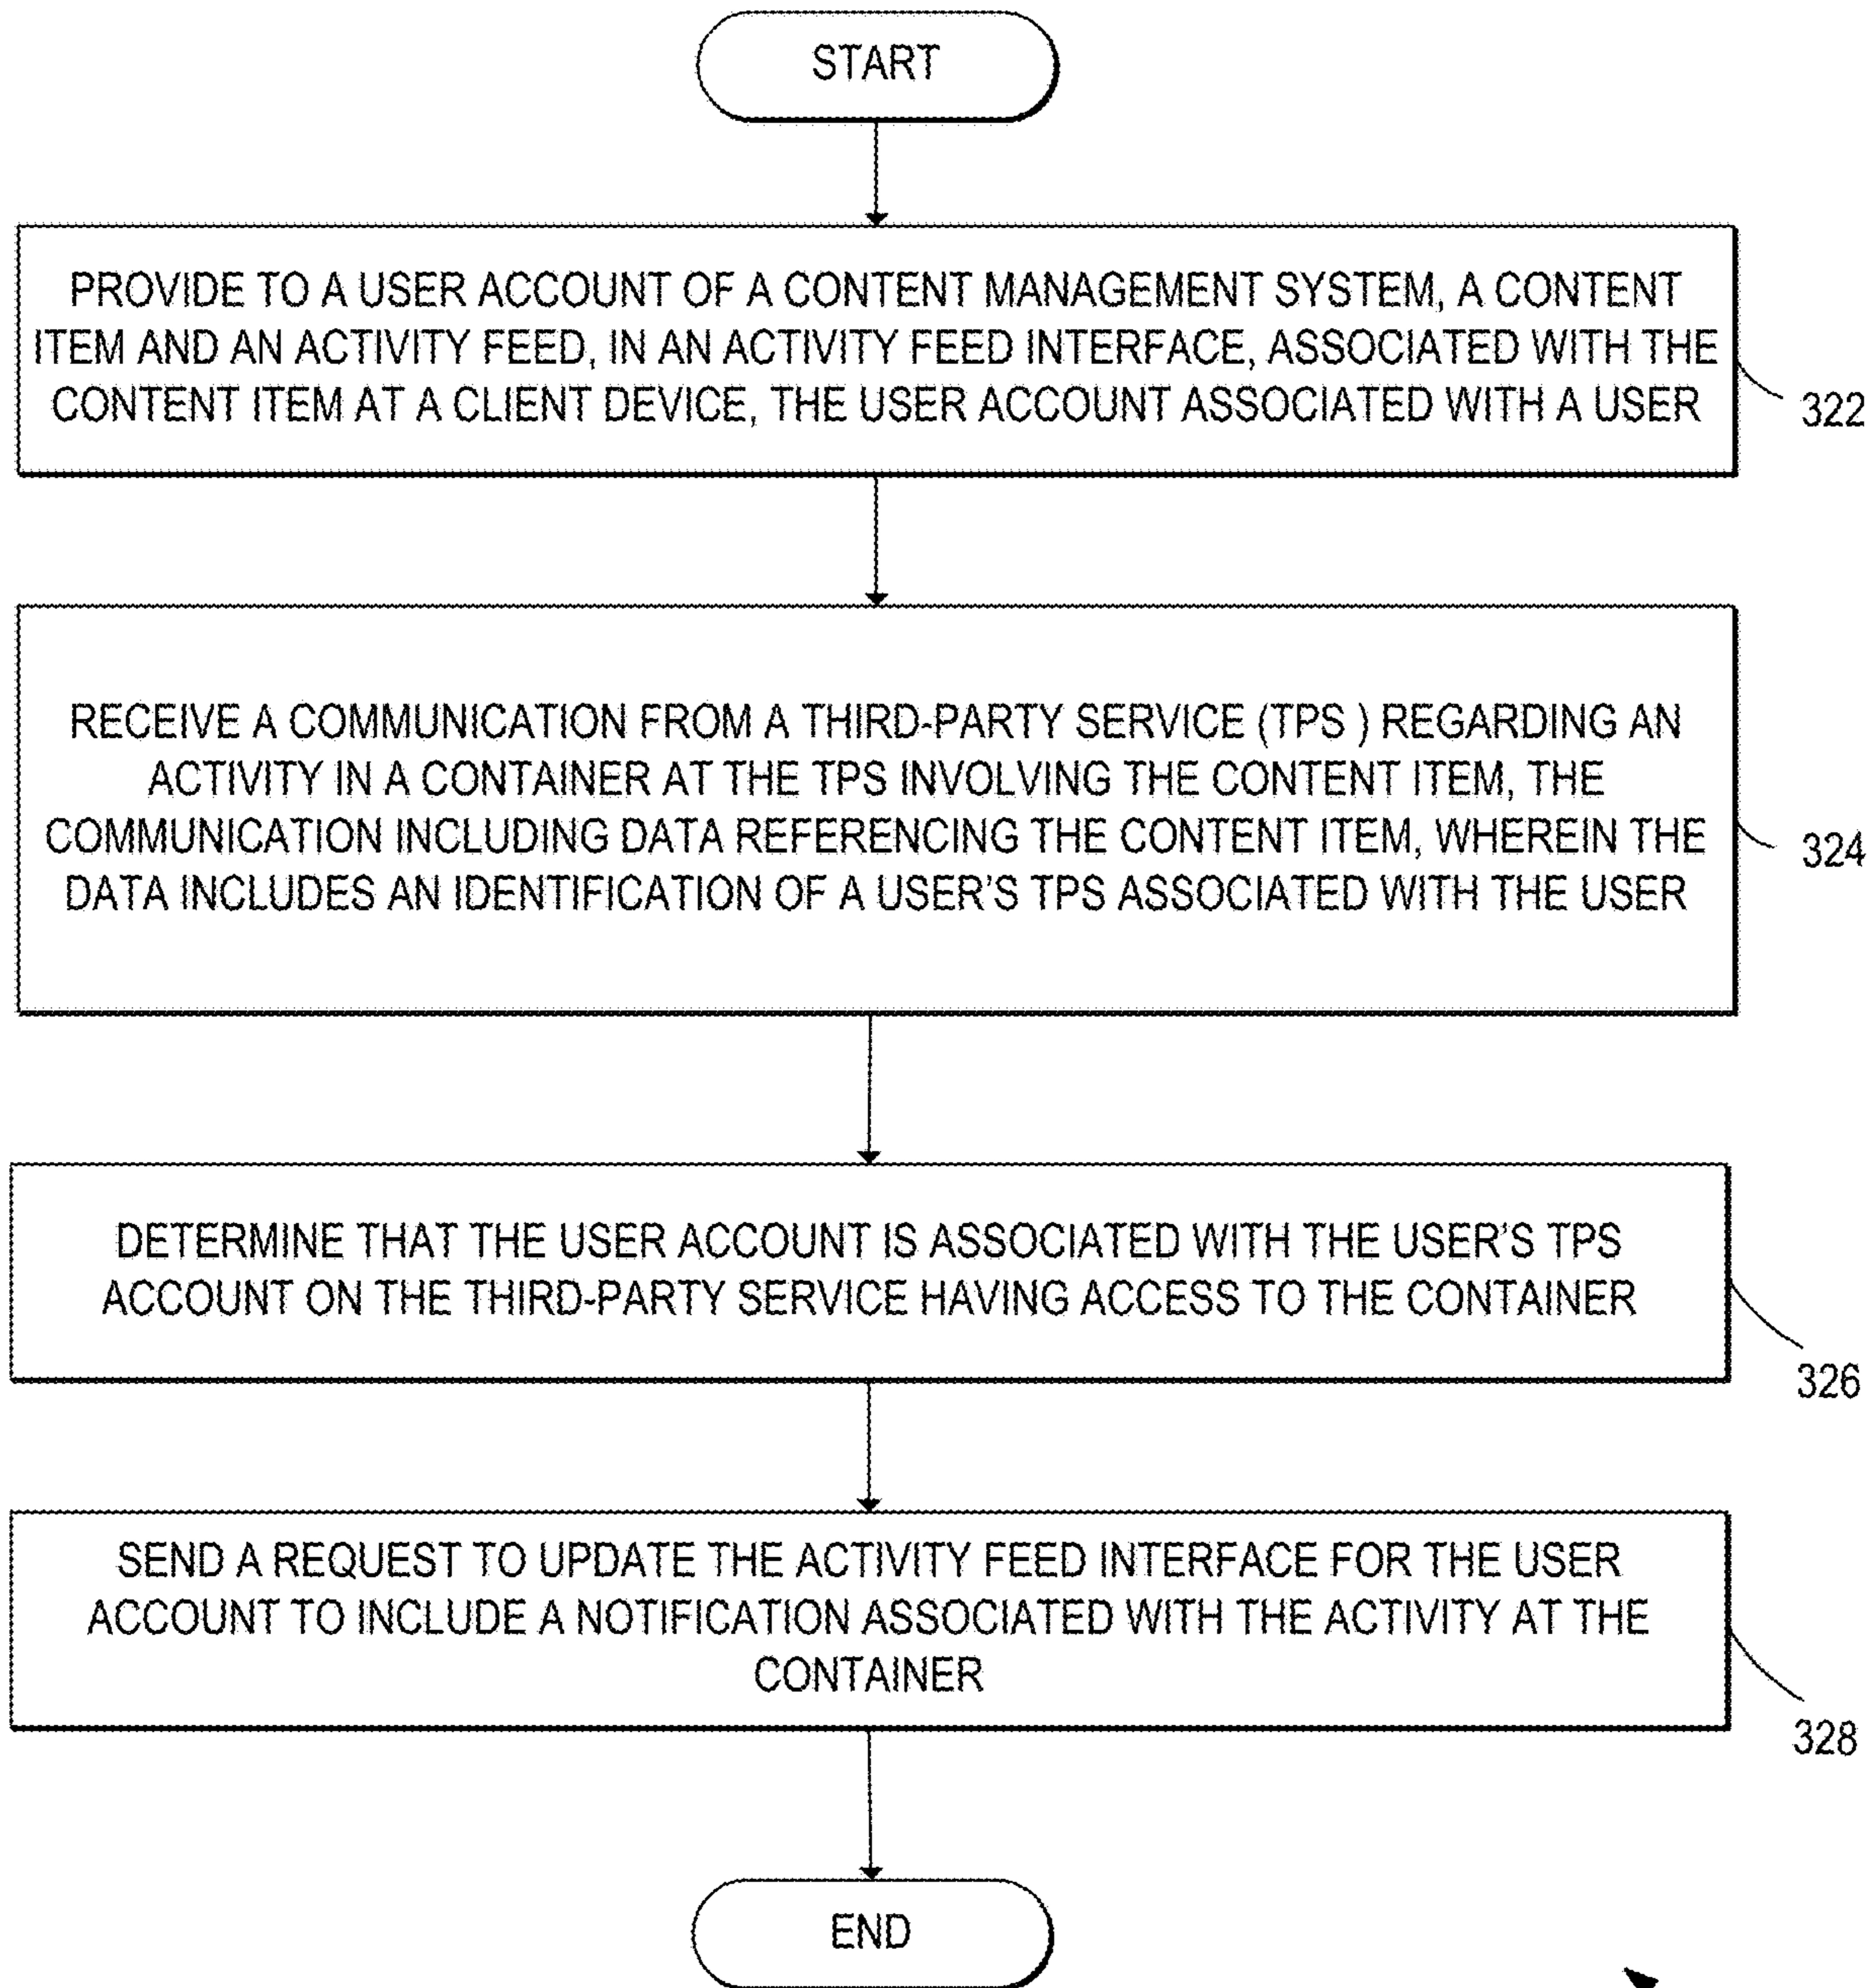 START
PROVIDE TO A USER ACCOUNT OF A CONTENT MANAGEMENT SYSTEM, A CONTENT
ITEM AND AN ACTIVITY FEED, IN AN ACTIVITY FEED INTERFACE, ASSOCIATED WITH THE
CONTENT ITEM AT A CLIENT DEVICE, THE USER ACCOUNT ASSOCIATED WITH A USER
322
RECEIVE A COMMUNICATION FROM A THIRD-PARTY SERVICE (TPS ) REGARDING AN
ACTIVITY IN A CONTAINER AT THE TPS INVOLVING THE CONTENT ITEM, THE
COMMUNICATION INCLUDING DATA REFERENCING THE CONTENT ITEM, WHEREIN THE
DATA INCLUDES AN IDENTIFICATION OF A USER'S TPS ASSOCIATED WITH THE USER
324
DETERMINE THAT THE USER ACCOUNT IS ASSOCIATED WITH THE USER'S TPS
ACCOUNT ON THE THIRD-PARTY SERVICE HAVING ACCESS TO THE CONTAINER
326
SEND A REQUEST TO UPDATE THE ACTIVITY FEED INTERFACE FOR THE USER
ACCOUNT TO INCLUDE A NOTIFICATION ASSOCIATED WITH THE ACTIVITY AT THE
CONTAINER
328
END